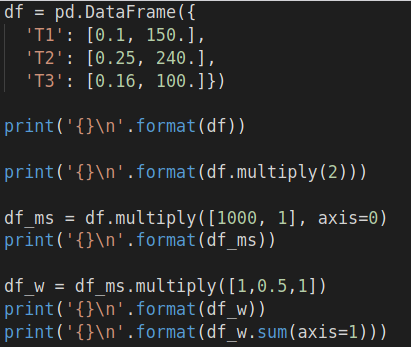 df = pd.DataFrame({
  'T1': [0.1, 150.],
  'T2': [0.25, 240.],
  'T3': [0.16, 100.]})

print('{}\n'.format(df))

print('{}\n'.format(df.multiply(2)))

df_ms = df.multiply([1000, 1], axis=0)
print('{}\n'.format(df_ms))

df_w = df_ms.multiply([1,0.5,1])
print('{}\n'.format(df_w))
print('{}\n'.format(df_w.sum(axis=1)))